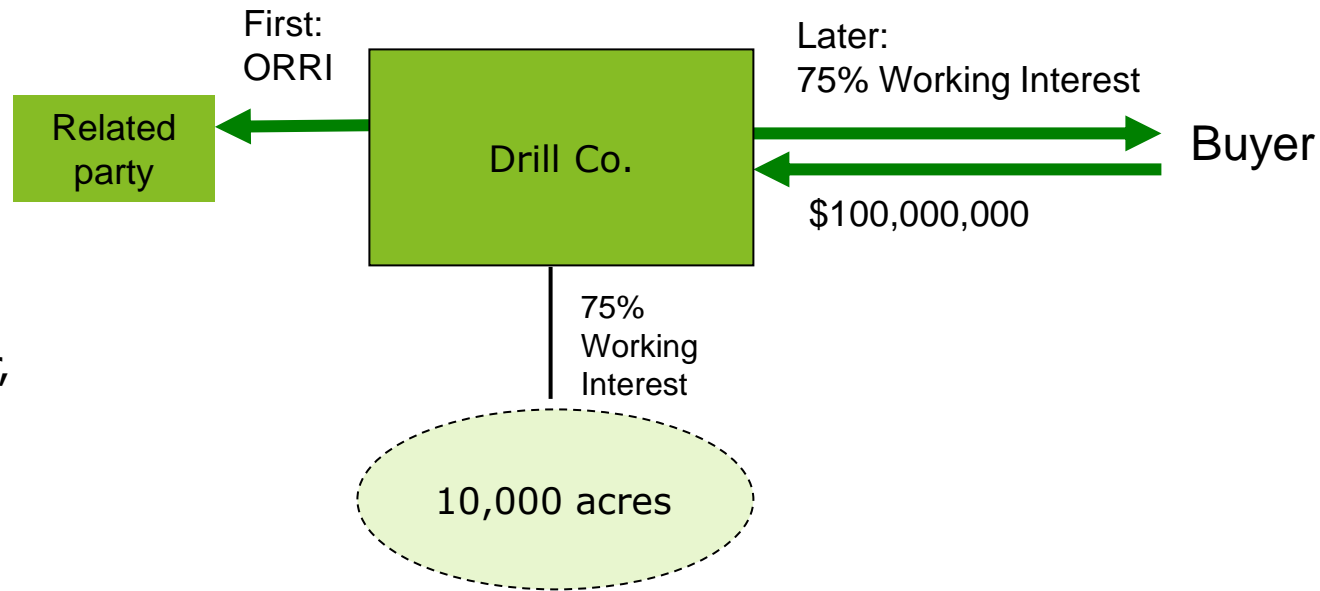 First:
ORRI
Later:
75% Working Interest
Related
party
Drill Co.
Buyer
$100,000,000
75%
Working
Interest
,
10,000 acres